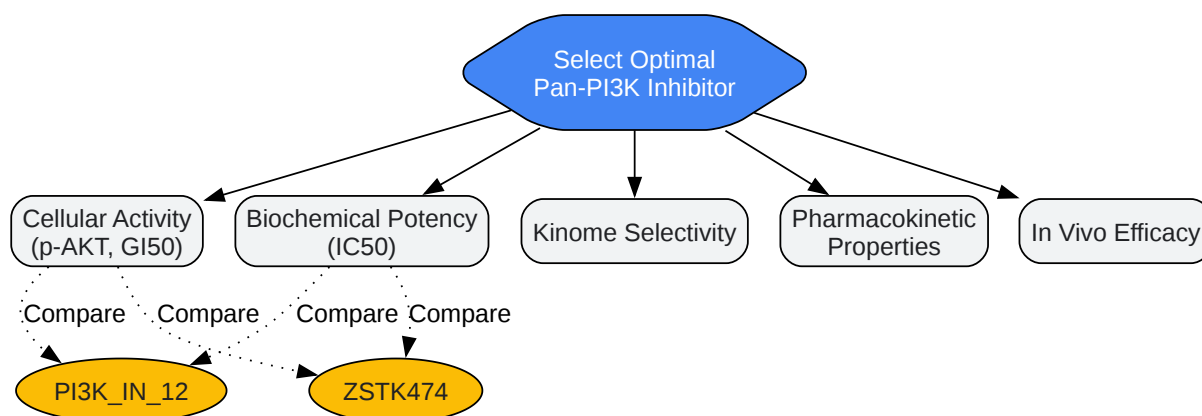 Select Optimal
Pan-PI3K Inhibitor
Cellular Activity
(p-AKT, GI50)
Biochemical Potency
(IC50)
Kinome Selectivity
Pharmacokinetic
Properties
In Vivo Efficacy
Compare
Compare
Compare
Compare
PI3K_IN_12
ZSTK474